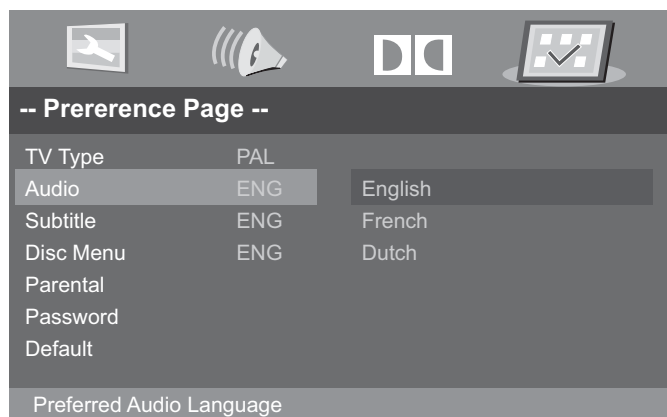 -- Prererence Page --
TV Type PAL
Audio ENG English
Subtitle ENG French
Disc Menu ENG Dutch
Parental
Password
Default
Preferred Audio Language